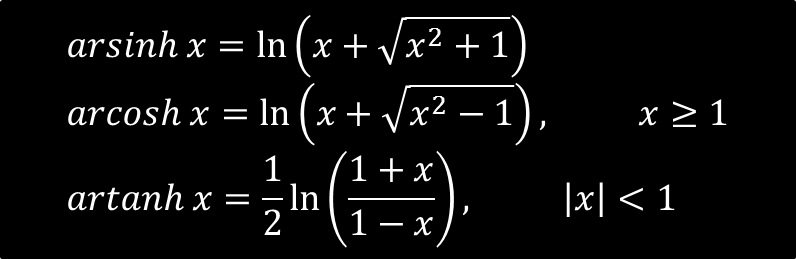 arsinh x = ln(x + √(x² + 1))
arcosh x = ln(x + √(x² − 1)), x ≥ 1
artanh x = 1/2 ln((1 + x)/(1 − x)), |x| < 1